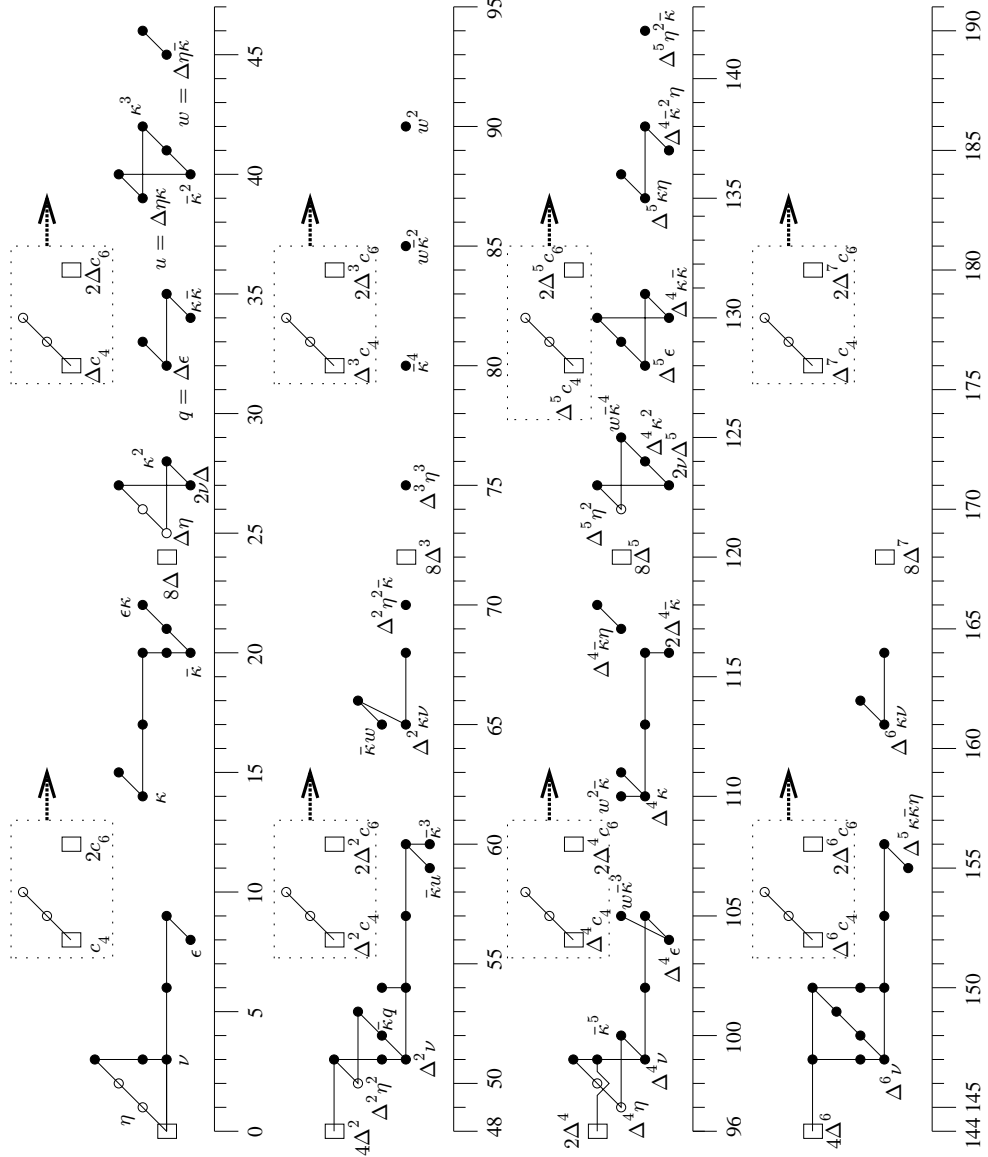 c₄ 2c₆ Δc₄ 2Δc₆
η ν ϵ κ κ̄ ϵκ 8Δ Δη 2νΔ κ² q = Δϵ κκ̄ u = Δηκ κ̄² κ³ w = Δηκ̄
0 5 10 15 20 25 30 35 40 45
Δ²c₄ 2Δ²c₆ Δ³c₄ 2Δ³c₆
4Δ² Δ²η² Δ²ν κ̄q κ̄u κ̄³ κ̄w Δ²κν Δ²η²κ̄ 8Δ³ Δ³η³ κ̄⁴ wκ̄² w²
48 50 55 60 65 70 75 80 85 90 95
Δ⁴c₄ 2Δ⁴c₆ Δ⁵c₄ 2Δ⁵c₆
2Δ⁴ Δ⁴η Δ⁴ν κ̄⁵ Δ⁴ϵ wκ̄³ Δ⁴κ w²κ̄ Δ⁴κ̄η 2Δ⁴κ̄ 8Δ⁵ Δ⁵η² 2νΔ⁵ Δ⁴κ² wκ̄⁴ Δ⁵ϵ Δ⁴κκ̄ Δ⁵κη Δ⁴κ̄²η Δ⁵η²κ̄
96 100 105 110 115 120 125 130 135 140
Δ⁶c₄ 2Δ⁶c₆ Δ⁷c₄ 2Δ⁷c₆
4Δ⁶ Δ⁶ν Δ⁵κκ̄η Δ⁶κν 8Δ⁷
144 145 150 155 160 165 170 175 180 185 190